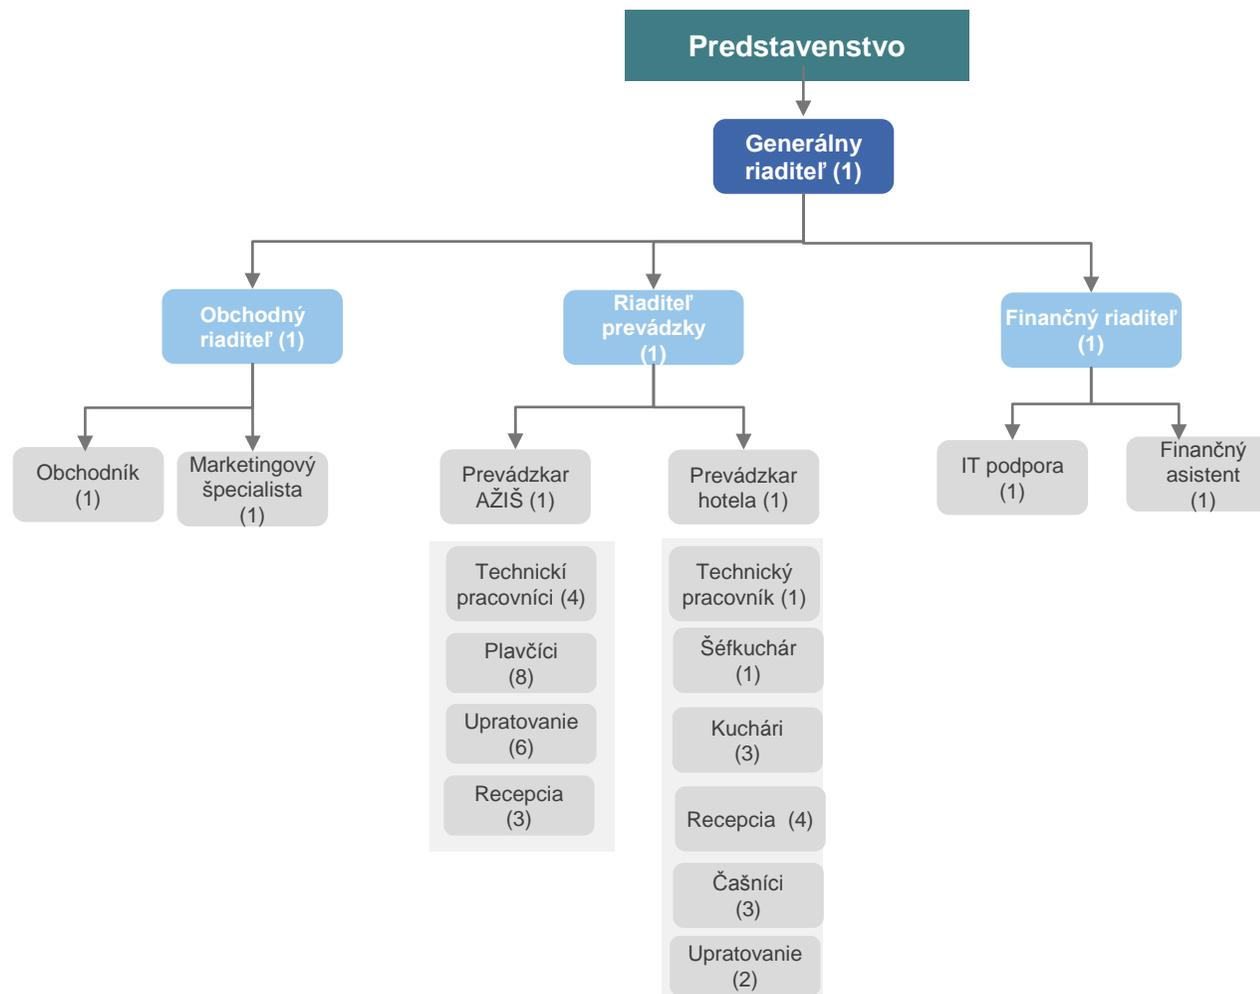 Predstavenstvo
Generálny
riaditeľ (1)
Obchodný
riaditeľ (1)
Riaditeľ
prevádzky
(1)
Finančný riaditeľ
(1)
Obchodník
(1)
Marketingový
špecialista
(1)
Prevádzkar
AŽIŠ (1)
Prevádzkar
hotela (1)
IT podpora
(1)
Finančný
asistent
(1)
Technickí
pracovníci (4)
Plavčíci
(8)
Upratovanie
(6)
Recepcia
(3)
Technický
pracovník (1)
Šéfkuchár
(1)
Kuchári
(3)
Recepcia (4)
Čašníci
(3)
Upratovanie
(2)